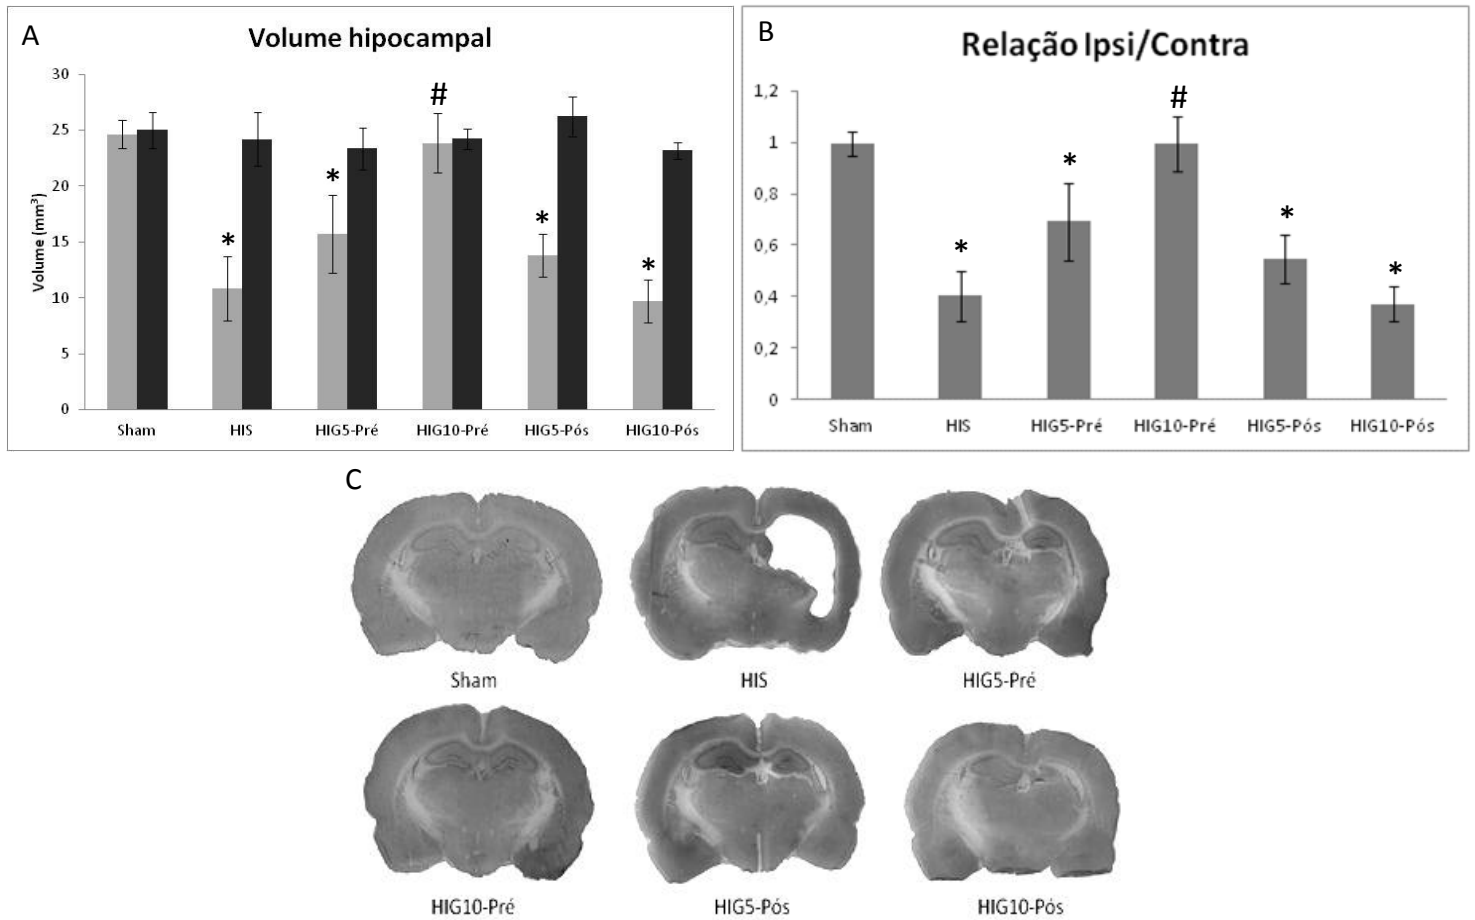 A
Volume hipocampal
Volume (mm³)
30
25
20
15
10
5
0
*
*
#
*
*
Sham HIS HIG5-Pré HIG10-Pré HIG5-Pós HIG10-Pós
B
Relação Ipsi/Contra
1,2
1
0,8
0,6
0,4
0,2
0
*
*
#
*
*
Sham HIS HIG5-Pré HIG10-Pré HIG5-Pós HIG10-Pós
C
Sham HIS HIG5-Pré
HIG10-Pré HIG5-Pós HIG10-Pós